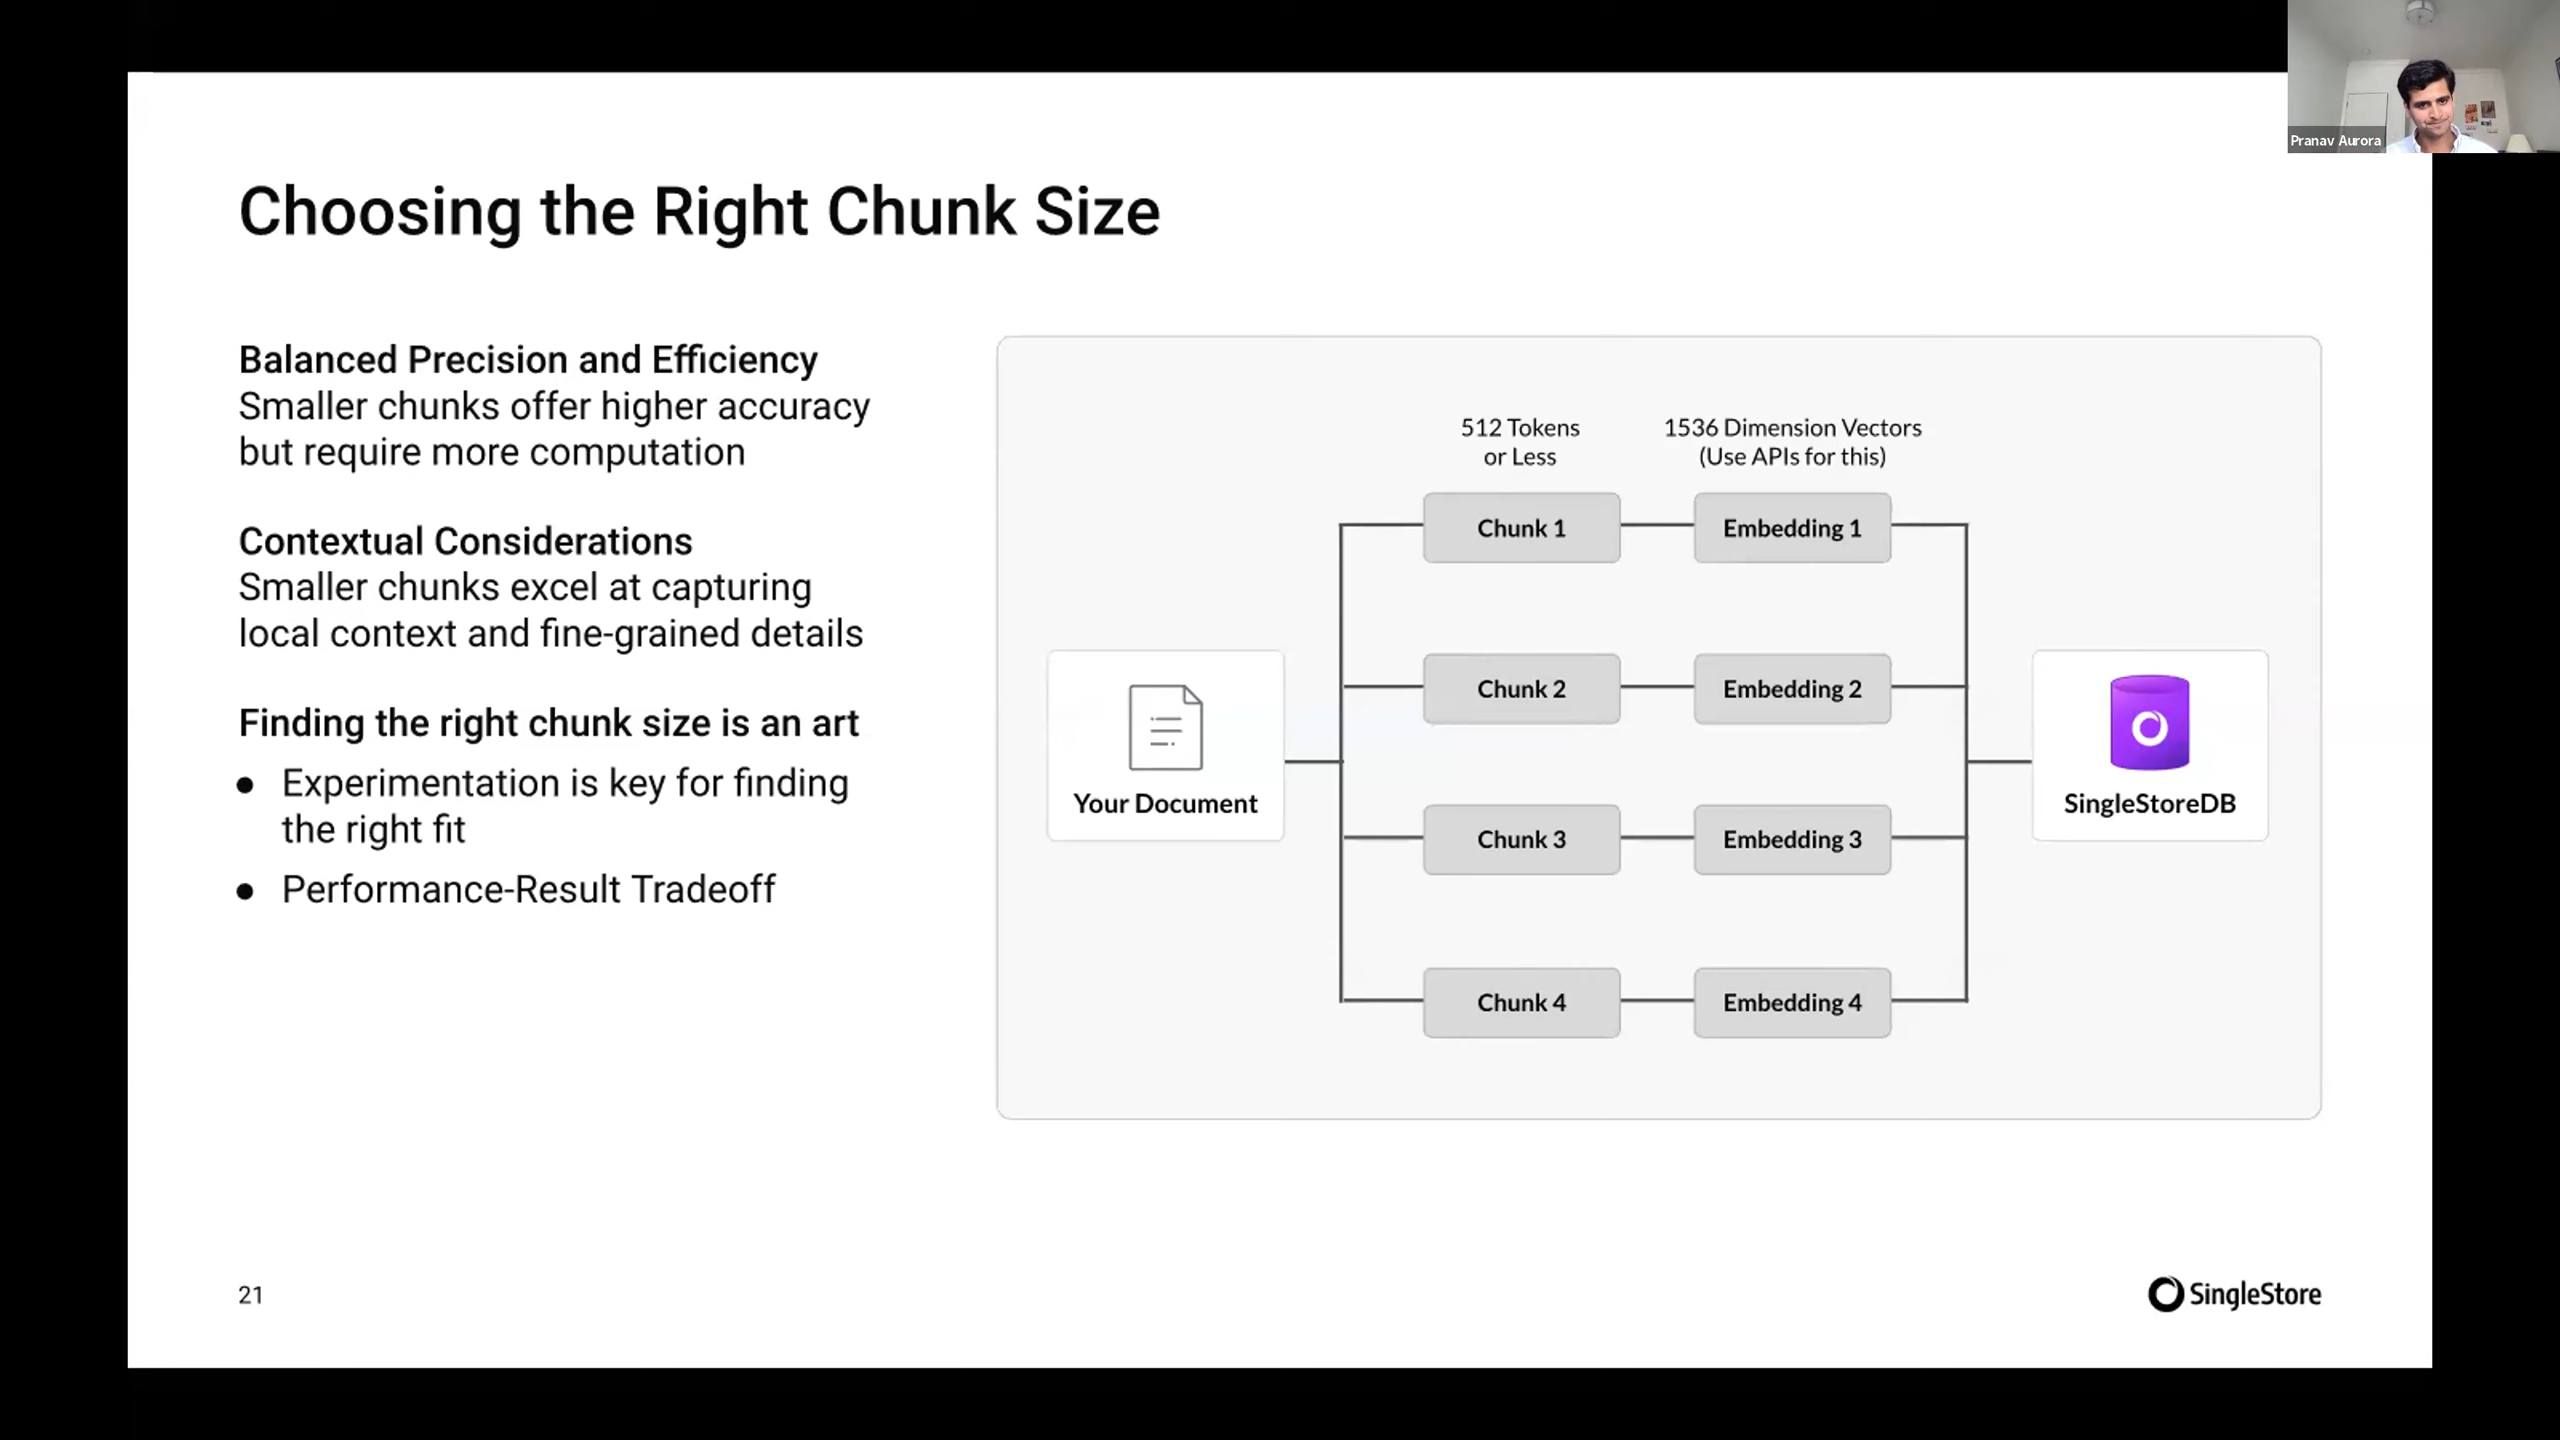 Pranav Aurora
Choosing the Right Chunk Size
Balanced Precision and Efficiency
Smaller chunks offer higher accuracy
but require more computation
Contextual Considerations
Smaller chunks excel at capturing
local context and fine-grained details
Finding the right chunk size is an art
● Experimentation is key for finding
the right fit
● Performance-Result Tradeoff
512 Tokens
or Less
1536 Dimension Vectors
(Use APIs for this)
Chunk 1
Embedding 1
Chunk 2
Embedding 2
Your Document
SingleStoreDB
Chunk 3
Embedding 3
Chunk 4
Embedding 4
21
SingleStore